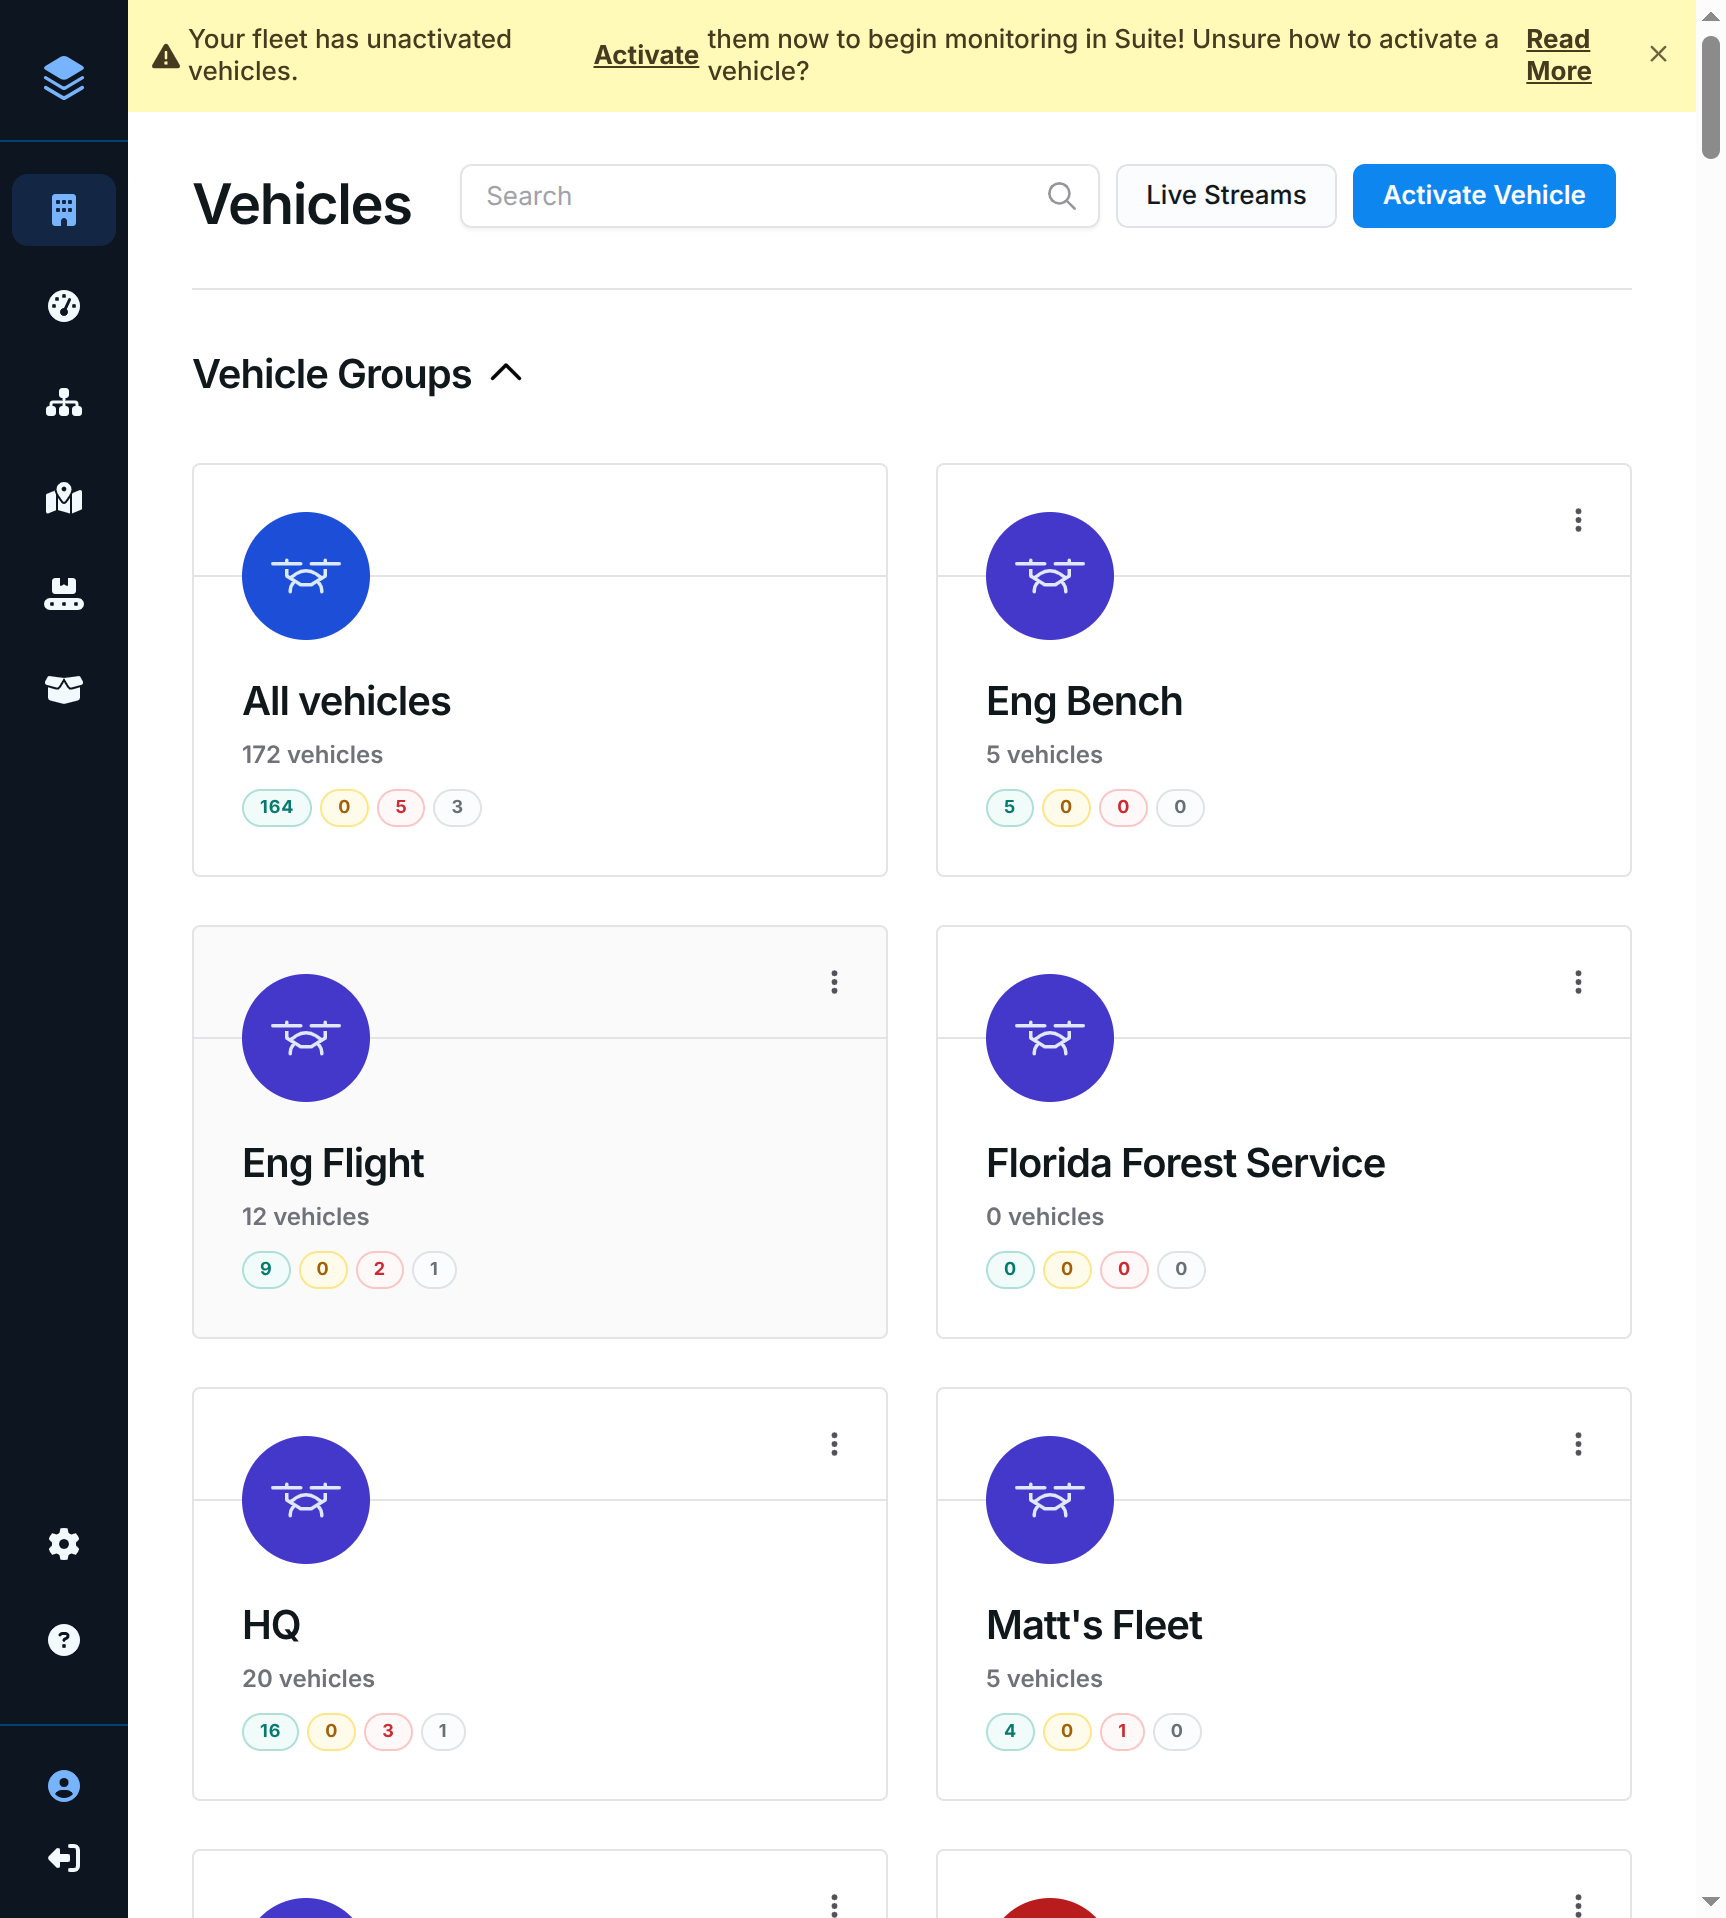 Your fleet has unactivated
vehicles.
Activate
them now to begin monitoring in Suite! Unsure how to activate a
vehicle?
Read
More
Vehicles
Search
Live Streams
Activate Vehicle
Vehicle Groups
All vehicles
172 vehicles
164 0 5 3
Eng Bench
5 vehicles
5 0 0 0
Eng Flight
12 vehicles
9 0 2 1
Florida Forest Service
0 vehicles
0 0 0 0
HQ
20 vehicles
16 0 3 1
Matt's Fleet
5 vehicles
4 0 1 0